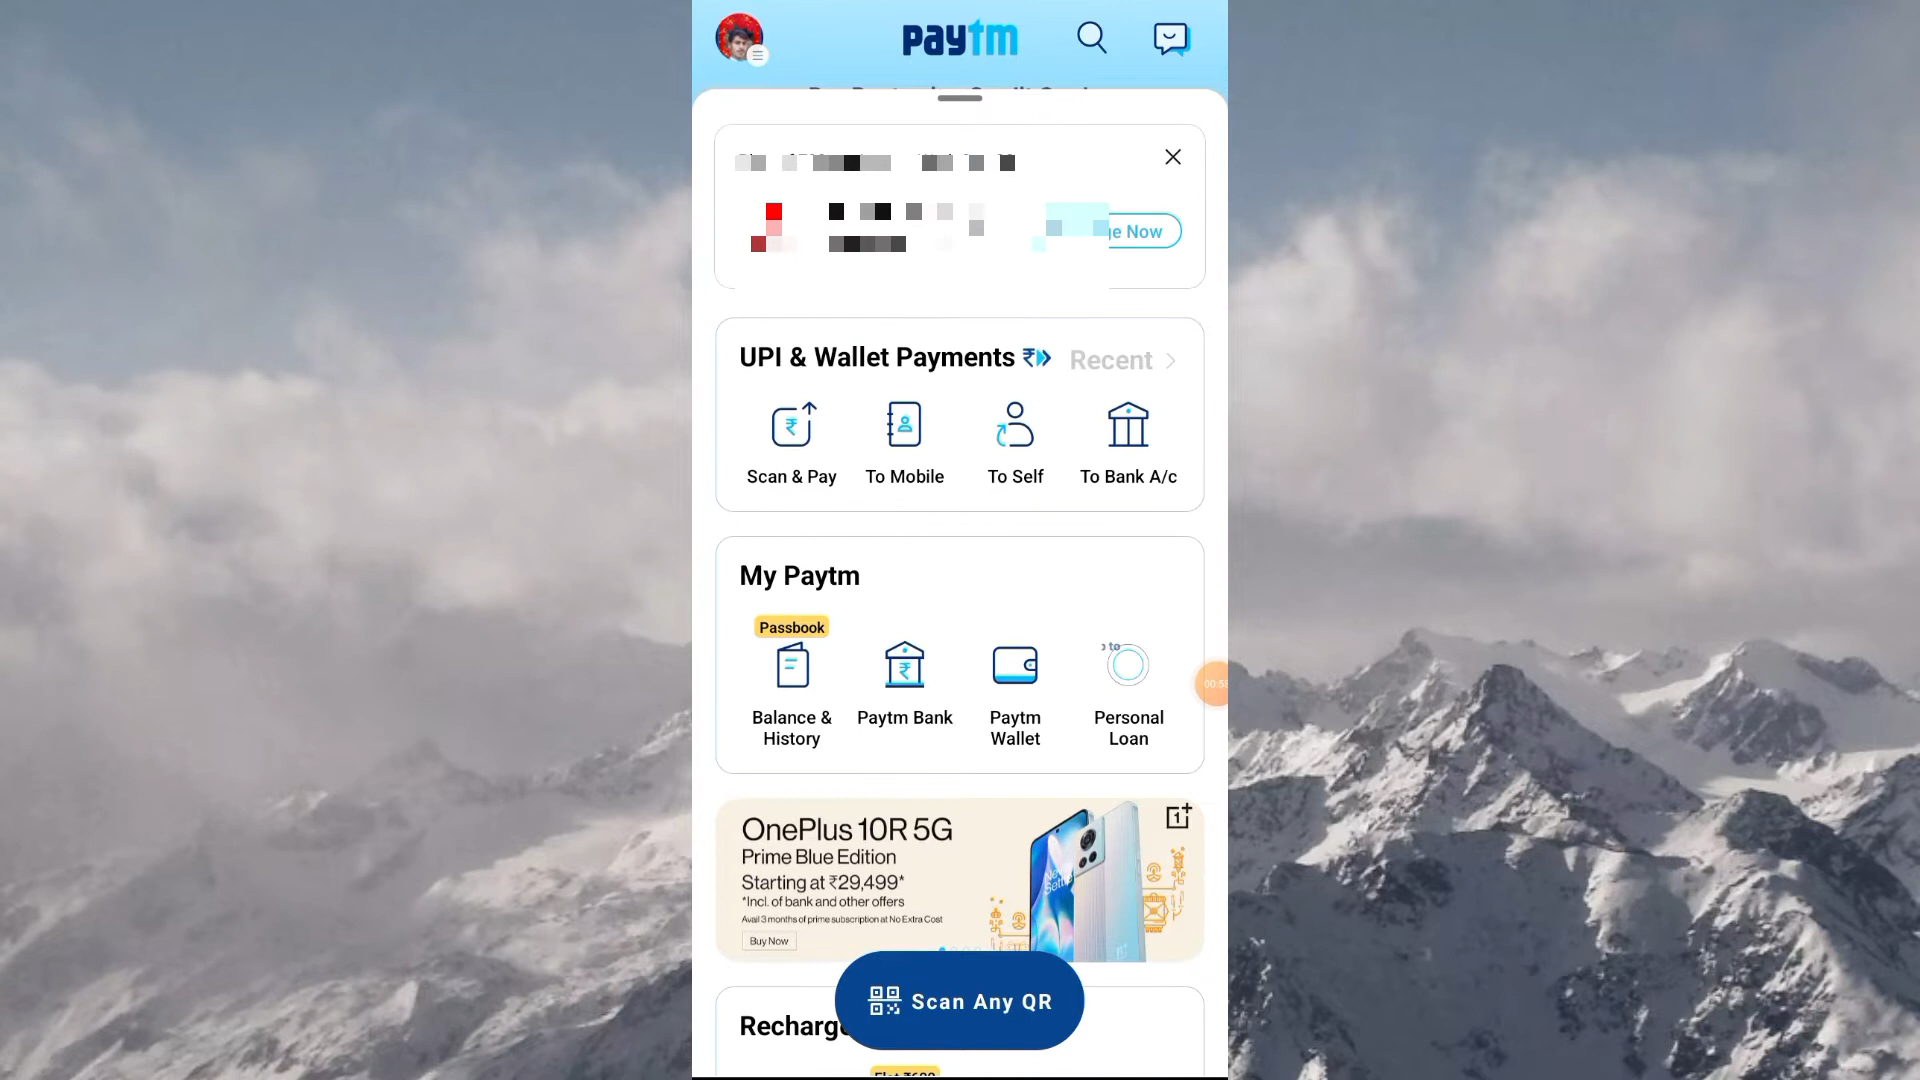 paytm
ge Now
UPI & Wallet Payments
Recent
Scan & Pay
To Mobile
To Self
To Bank A/c
My Paytm
Passbook
Balance & History
Paytm Bank
Paytm Wallet
Personal Loan
OnePlus 10R 5G
Prime Blue Edition
Starting at ₹29,499*
*Incl. of bank and other offers
Avail 3 months of prime subscription at No Extra Cost
Buy Now
Scan Any QR
Recharge